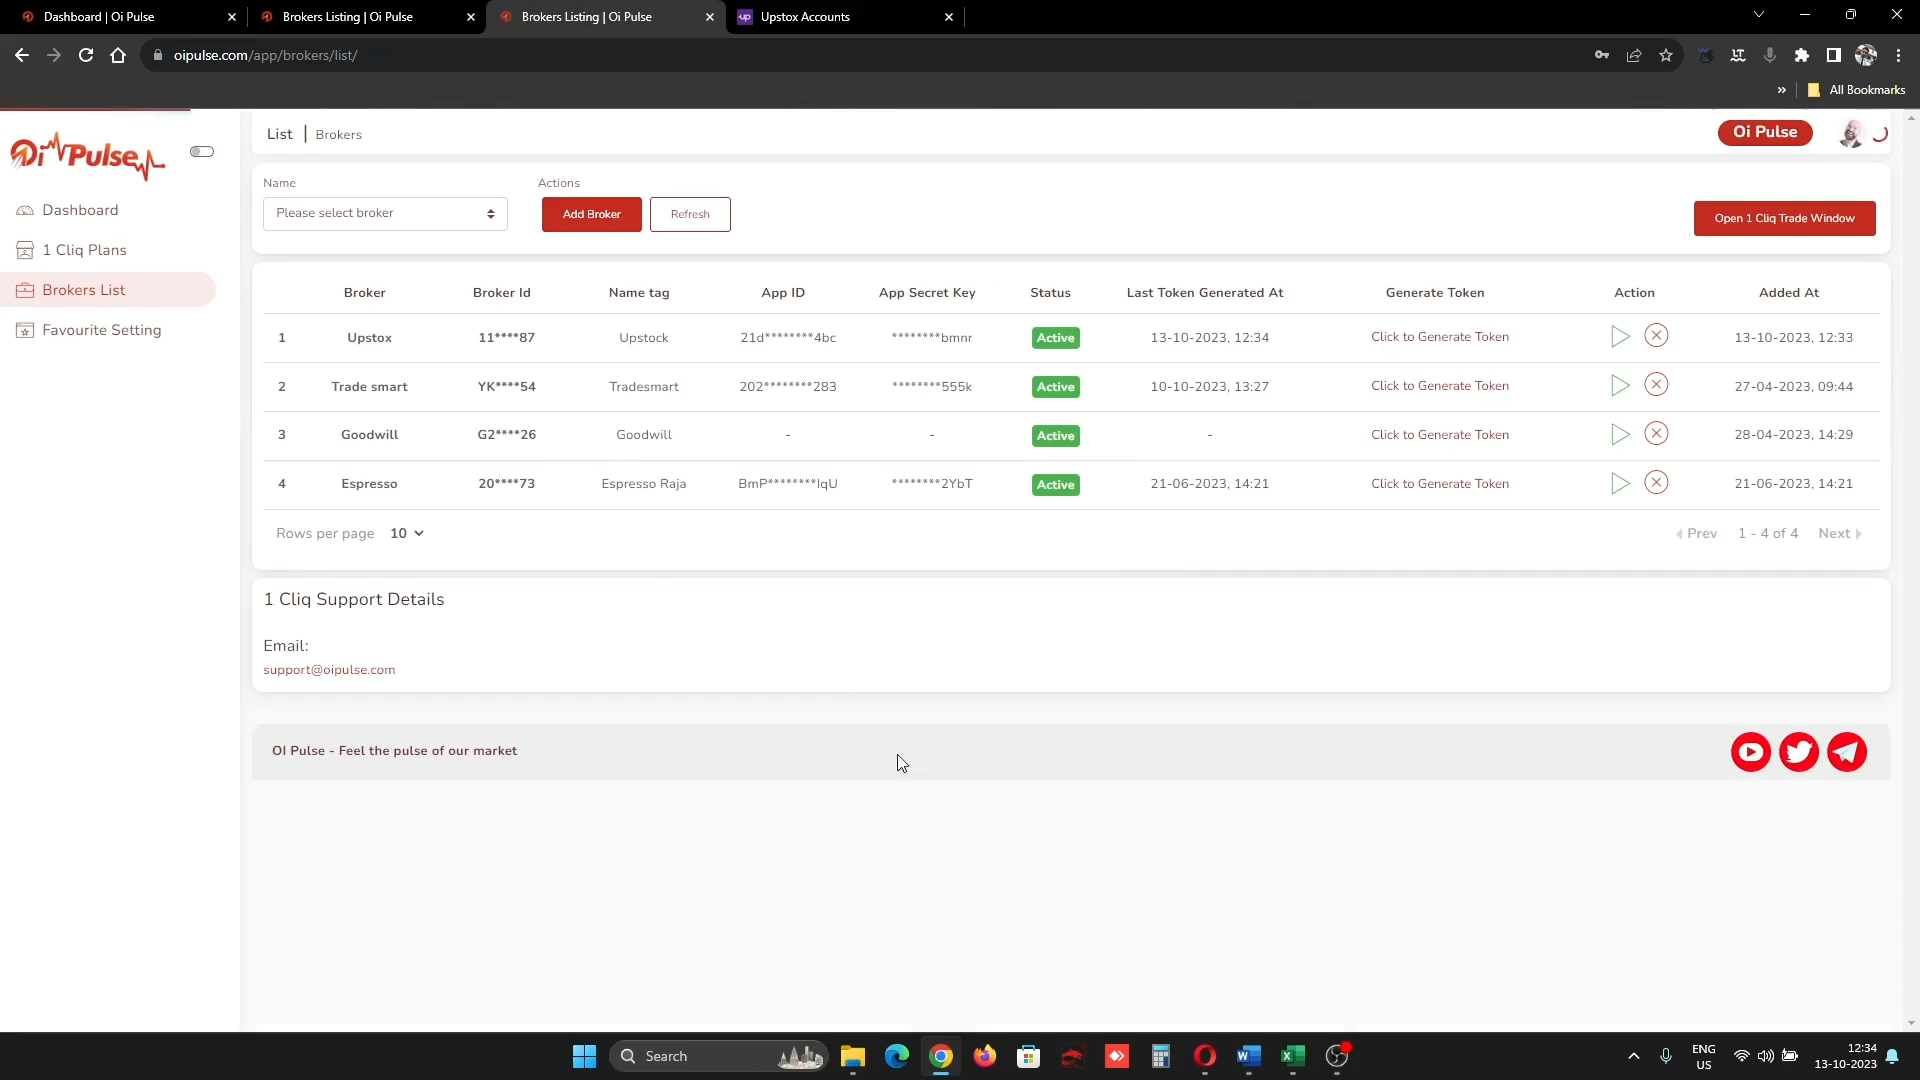 Dashboard | Oi Pulse
Brokers Listing | Oi Pulse
Brokers Listing | Oi Pulse
up Upstox Accounts
oipulse.com/app/brokers/list/
» All Bookmarks
Oi Pulse
List | Brokers
Oi Pulse
Dashboard
1 Cliq Plans
Brokers List
Favourite Setting
Name Actions
Please select broker Add Broker Refresh Open 1 Cliq Trade Window
Broker Broker Id Name tag App ID App Secret Key Status Last Token Generated At Generate Token Action Added At
1 Upstox 11****87 Upstock 21d********4bc ********bmnr Active 13-10-2023, 12:34 Click to Generate Token 13-10-2023, 12:33
2 Trade smart YK****54 Tradesmart 202********283 ********555k Active 10-10-2023, 13:27 Click to Generate Token 27-04-2023, 09:44
3 Goodwill G2****26 Goodwill - - Active - Click to Generate Token 28-04-2023, 14:29
4 Espresso 20****73 Espresso Raja BmP********IqU ********2YbT Active 21-06-2023, 14:21 Click to Generate Token 21-06-2023, 14:21
Rows per page 10 Prev 1 - 4 of 4 Next
1 Cliq Support Details
Email:
support@oipulse.com
OI Pulse - Feel the pulse of our market
Search
ENG
US
12:34
13-10-2023